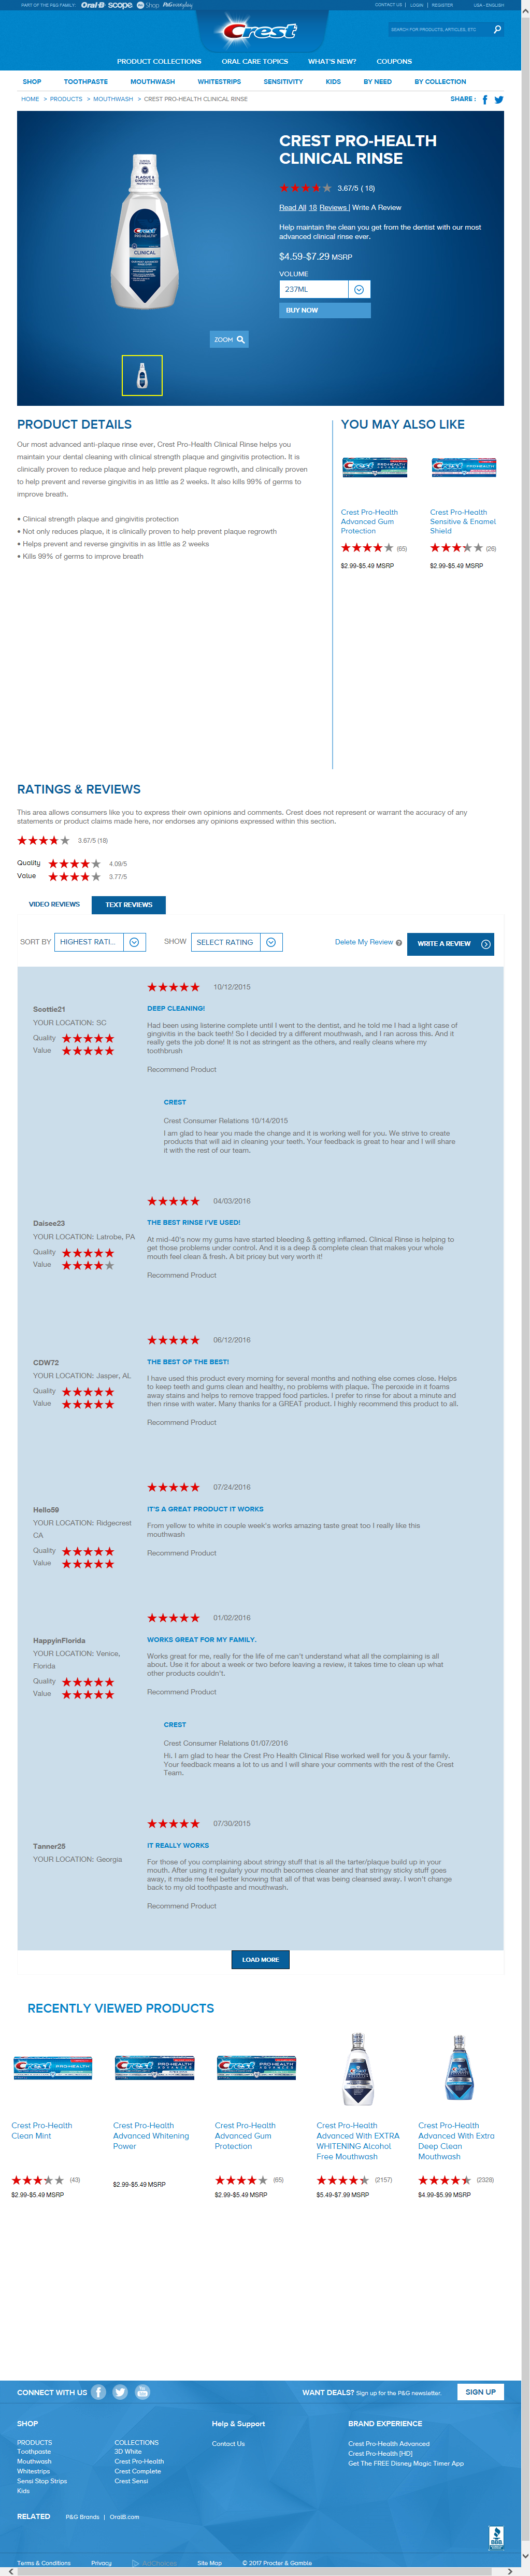 PART OF THE P&G FAMILY: Oral-B scope Shop P&Geveryday
CONTACT US | LOGIN | REGISTER USA - ENGLISH
Crest
SEARCH FOR PRODUCTS, ARTICLES, ETC
PRODUCT COLLECTIONS ORAL CARE TOPICS WHAT'S NEW? COUPONS
SHOP TOOTHPASTE MOUTHWASH WHITESTRIPS SENSITIVITY KIDS BY NEED BY COLLECTION
HOME > PRODUCTS > MOUTHWASH > CREST PRO-HEALTH CLINICAL RINSE
SHARE :
CREST PRO-HEALTH
CLINICAL RINSE
3.67/5 ( 18)
Read All 18 Reviews | Write A Review
Help maintain the clean you get from the dentist with our most
advanced clinical rinse ever.
$4.59-$7.29 MSRP
VOLUME
237ML
BUY NOW
CLINICAL
PLAQUE &
GINGIVITIS
Crest
PRO-HEALTH
CLINICAL
ZOOM
PRODUCT DETAILS
Our most advanced anti-plaque rinse ever, Crest Pro-Health Clinical Rinse helps you
maintain your dental cleaning with clinical strength plaque and gingivitis protection. It is
clinically proven to reduce plaque and help prevent plaque regrowth, and clinically proven
to help prevent and reverse gingivitis in as little as 2 weeks. It also kills 99% of germs to
improve breath.
• Clinical strength plaque and gingivitis protection
• Not only reduces plaque, it is clinically proven to help prevent plaque regrowth
• Helps prevent and reverse gingivitis in as little as 2 weeks
• Kills 99% of germs to improve breath
YOU MAY ALSO LIKE
Crest Pro-Health
Advanced Gum
Protection
(65)
$2.99-$5.49 MSRP
Crest Pro-Health
Sensitive & Enamel
Shield
(26)
$2.99-$5.49 MSRP
RATINGS & REVIEWS
This area allows consumers like you to express their own opinions and comments. Crest does not represent or warrant the accuracy of any
statements or product claims made here, nor endorses any opinions expressed within this section.
3.67/5 (18)
Quality 4.09/5
Value 3.77/5
VIDEO REVIEWS TEXT REVIEWS
SORT BY HIGHEST RATI... SHOW SELECT RATING Delete My Review ? WRITE A REVIEW
10/12/2015
Scottie21
YOUR LOCATION: SC
Quality
Value
DEEP CLEANING!
Had been using listerine complete until I went to the dentist, and he told me I had a light case of
gingivitis in the back teeth! So I decided try a different mouthwash, and I ran across this. And it
really gets the job done! It is not as stringent as the others, and really cleans where my
toothbrush
Recommend Product
CREST
Crest Consumer Relations 10/14/2015
I am glad to hear you made the change and it is working well for you. We strive to create
products that will aid in cleaning your teeth. Your feedback is great to hear and I will share
it with the rest of our team.
04/03/2016
Daisee23
YOUR LOCATION: Latrobe, PA
Quality
Value
THE BEST RINSE I'VE USED!
At mid-40's now my gums have started bleeding & getting inflamed. Clinical Rinse is helping to
get those problems under control. And it is a deep & complete clean that makes your whole
mouth feel clean & fresh. A bit pricey but very worth it!
Recommend Product
06/12/2016
CDW72
YOUR LOCATION: Jasper, AL
Quality
Value
THE BEST OF THE BEST!
I have used this product every morning for several months and nothing else comes close. Helps
to keep teeth and gums clean and healthy, no problems with plaque. The peroxide in it foams
away stains and helps to remove trapped food particles. I prefer to rinse for about a minute and
then rinse with water. Many thanks for a GREAT product. I highly recommend this product to all.
Recommend Product
07/24/2016
Hello59
YOUR LOCATION: Ridgecrest
CA
Quality
Value
IT'S A GREAT PRODUCT IT WORKS
From yellow to white in couple week's works amazing taste great too I really like this
mouthwash
Recommend Product
01/02/2016
HappyinFlorida
YOUR LOCATION: Venice,
Florida
Quality
Value
WORKS GREAT FOR MY FAMILY.
Works great for me, really for the life of me can't understand what all the complaining is all
about. Use it for about a week or two before leaving a review, it takes time to clean up what
other products couldn't.
Recommend Product
CREST
Crest Consumer Relations 01/07/2016
Hi. I am glad to hear the Crest Pro Health Clinical Rise worked well for you & your family.
Your feedback means a lot to us and I will share your comments with the rest of the Crest
Team.
07/30/2015
Tanner25
YOUR LOCATION: Georgia
IT REALLY WORKS
For those of you complaining about stringy stuff that is all the tarter/plaque build up in your
mouth. After using it regularly your mouth becomes cleaner and that stringy sticky stuff goes
away, it made me feel better knowing that all of that was being cleansed away. I won't change
back to my old toothpaste and mouthwash.
Recommend Product
LOAD MORE
RECENTLY VIEWED PRODUCTS
Crest Pro-Health
Clean Mint
(43)
$2.99-$5.49 MSRP
Crest Pro-Health
Advanced Whitening
Power
$2.99-$5.49 MSRP
Crest Pro-Health
Advanced Gum
Protection
(65)
$2.99-$5.49 MSRP
Crest Pro-Health
Advanced With EXTRA
WHITENING Alcohol
Free Mouthwash
(2157)
$5.49-$7.99 MSRP
Crest Pro-Health
Advanced With Extra
Deep Clean
Mouthwash
(2328)
$4.99-$5.99 MSRP
CONNECT WITH US
WANT DEALS? Sign up for the P&G newsletter. SIGN UP
SHOP
PRODUCTS
Toothpaste
Mouthwash
Whitestrips
Sensi Stop Strips
Kids
COLLECTIONS
3D White
Crest Pro-Health
Crest Complete
Crest Sensi
Help & Support
Contact Us
BRAND EXPERIENCE
Crest Pro-Health Advanced
Crest Pro-Health [HD]
Get The FREE Disney Magic Timer App
RELATED P&G Brands | OralB.com
BBB
Terms & Conditions Privacy AdChoices Site Map © 2017 Procter & Gamble